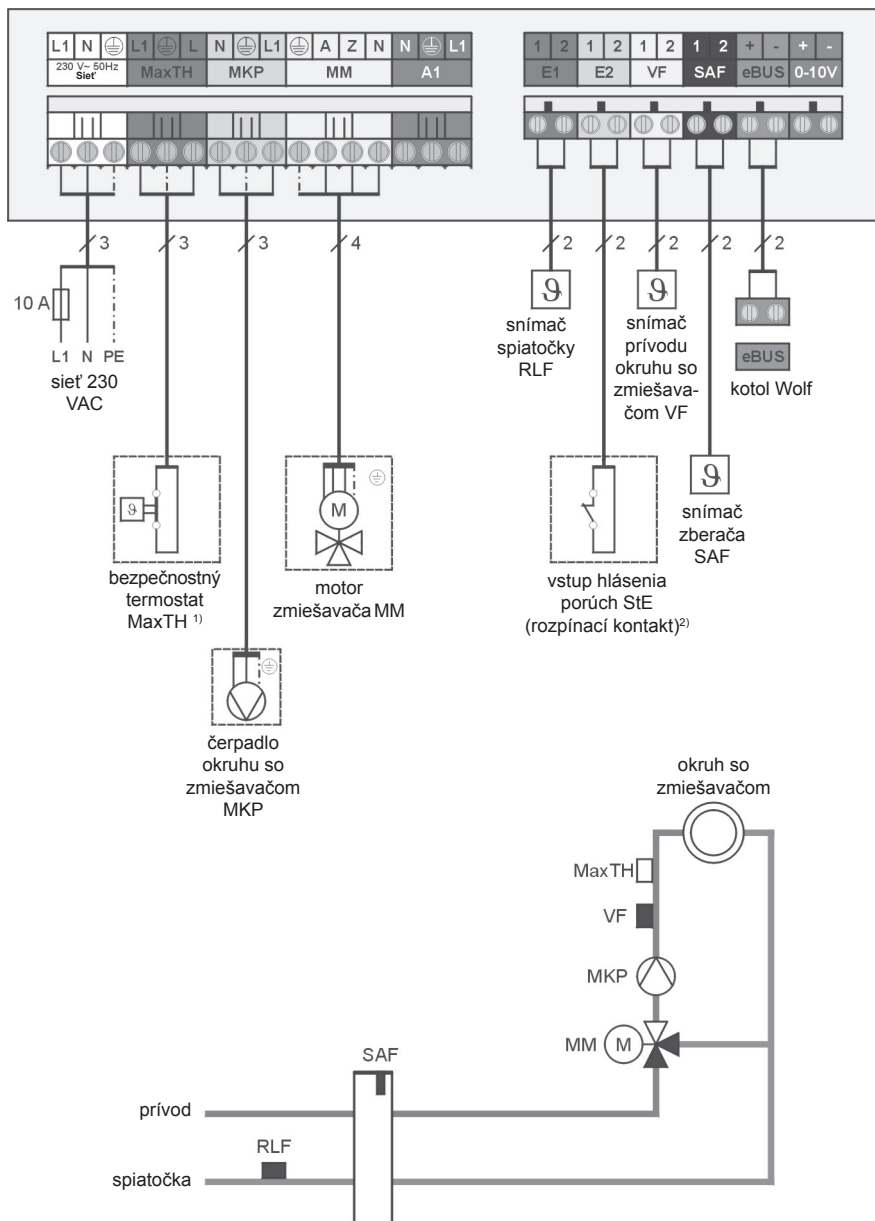 L1 N L1 L N L1 A Z N N L1
230 V~ 50Hz
Sieť
MaxTH MKP MM A1
1 2 1 2 1 2 1 2 + - + -
E1 E2 VF SAF eBUS 0-10V
3 3 3 4 2 2 2 2 2
10 A
L1 N PE
sieť 230
VAC
ϑ
snímač
spiatočky
RLF
ϑ
snímač
prívodu
okruhu so
zmiešava-
čom VF
eBUS
kotol Wolf
ϑ
bezpečnostný
termostat
MaxTH 1)
M
motor
zmiešavača MM
vstup hlásenia
porúch StE
(rozpínací kontakt)2)
ϑ
snímač
zberača
SAF
čerpadlo
okruhu so
zmiešavačom
MKP
okruh so
zmiešavačom
MaxTH
VF
MKP
MM M
SAF
prívod
RLF
spiatočka